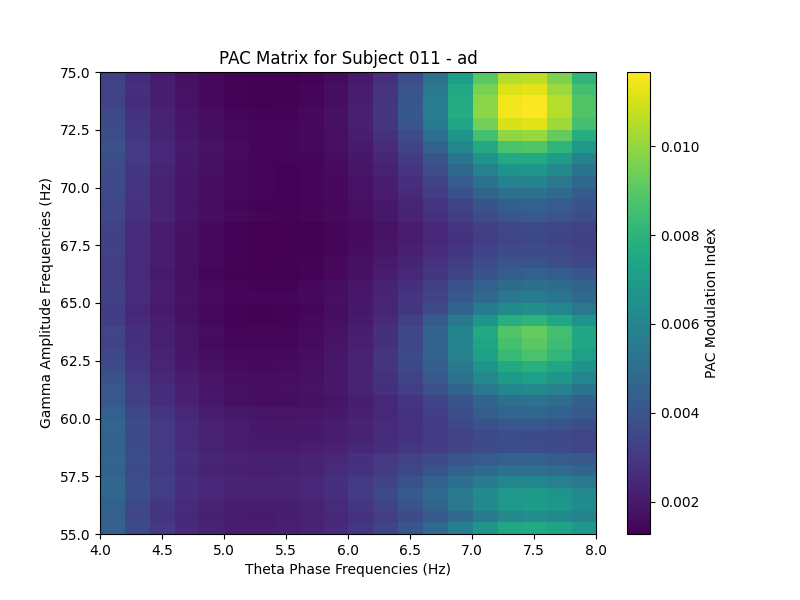 PAC Matrix for Subject 011 - ad
75.0
72.5
70.0
67.5
65.0
62.5
60.0
57.5
55.0
Gamma Amplitude Frequencies (Hz)
4.0 4.5 5.0 5.5 6.0 6.5 7.0 7.5 8.0
Theta Phase Frequencies (Hz)
0.010
0.008
0.006
0.004
0.002
PAC Modulation Index